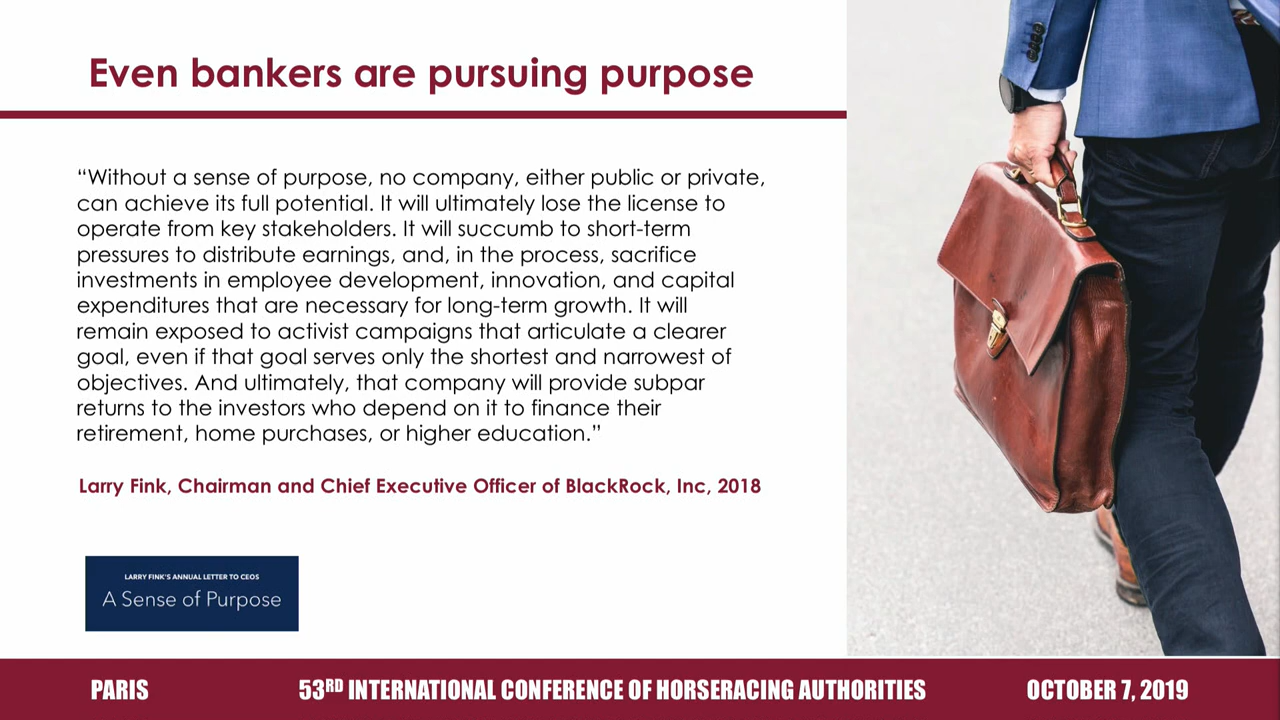 Even bankers are pursuing purpose
“Without a sense of purpose, no company, either public or private,
can achieve its full potential. It will ultimately lose the license to
operate from key stakeholders. It will succumb to short-term
pressures to distribute earnings, and, in the process, sacrifice
investments in employee development, innovation, and capital
expenditures that are necessary for long-term growth. It will
remain exposed to activist campaigns that articulate a clearer
goal, even if that goal serves only the shortest and narrowest of
objectives. And ultimately, that company will provide subpar
returns to the investors who depend on it to finance their
retirement, home purchases, or higher education.”
Larry Fink, Chairman and Chief Executive Officer of BlackRock, Inc, 2018
LARRY FINK'S ANNUAL LETTER TO CEOS
A Sense of Purpose
PARIS 53RD INTERNATIONAL CONFERENCE OF HORSERACING AUTHORITIES OCTOBER 7, 2019